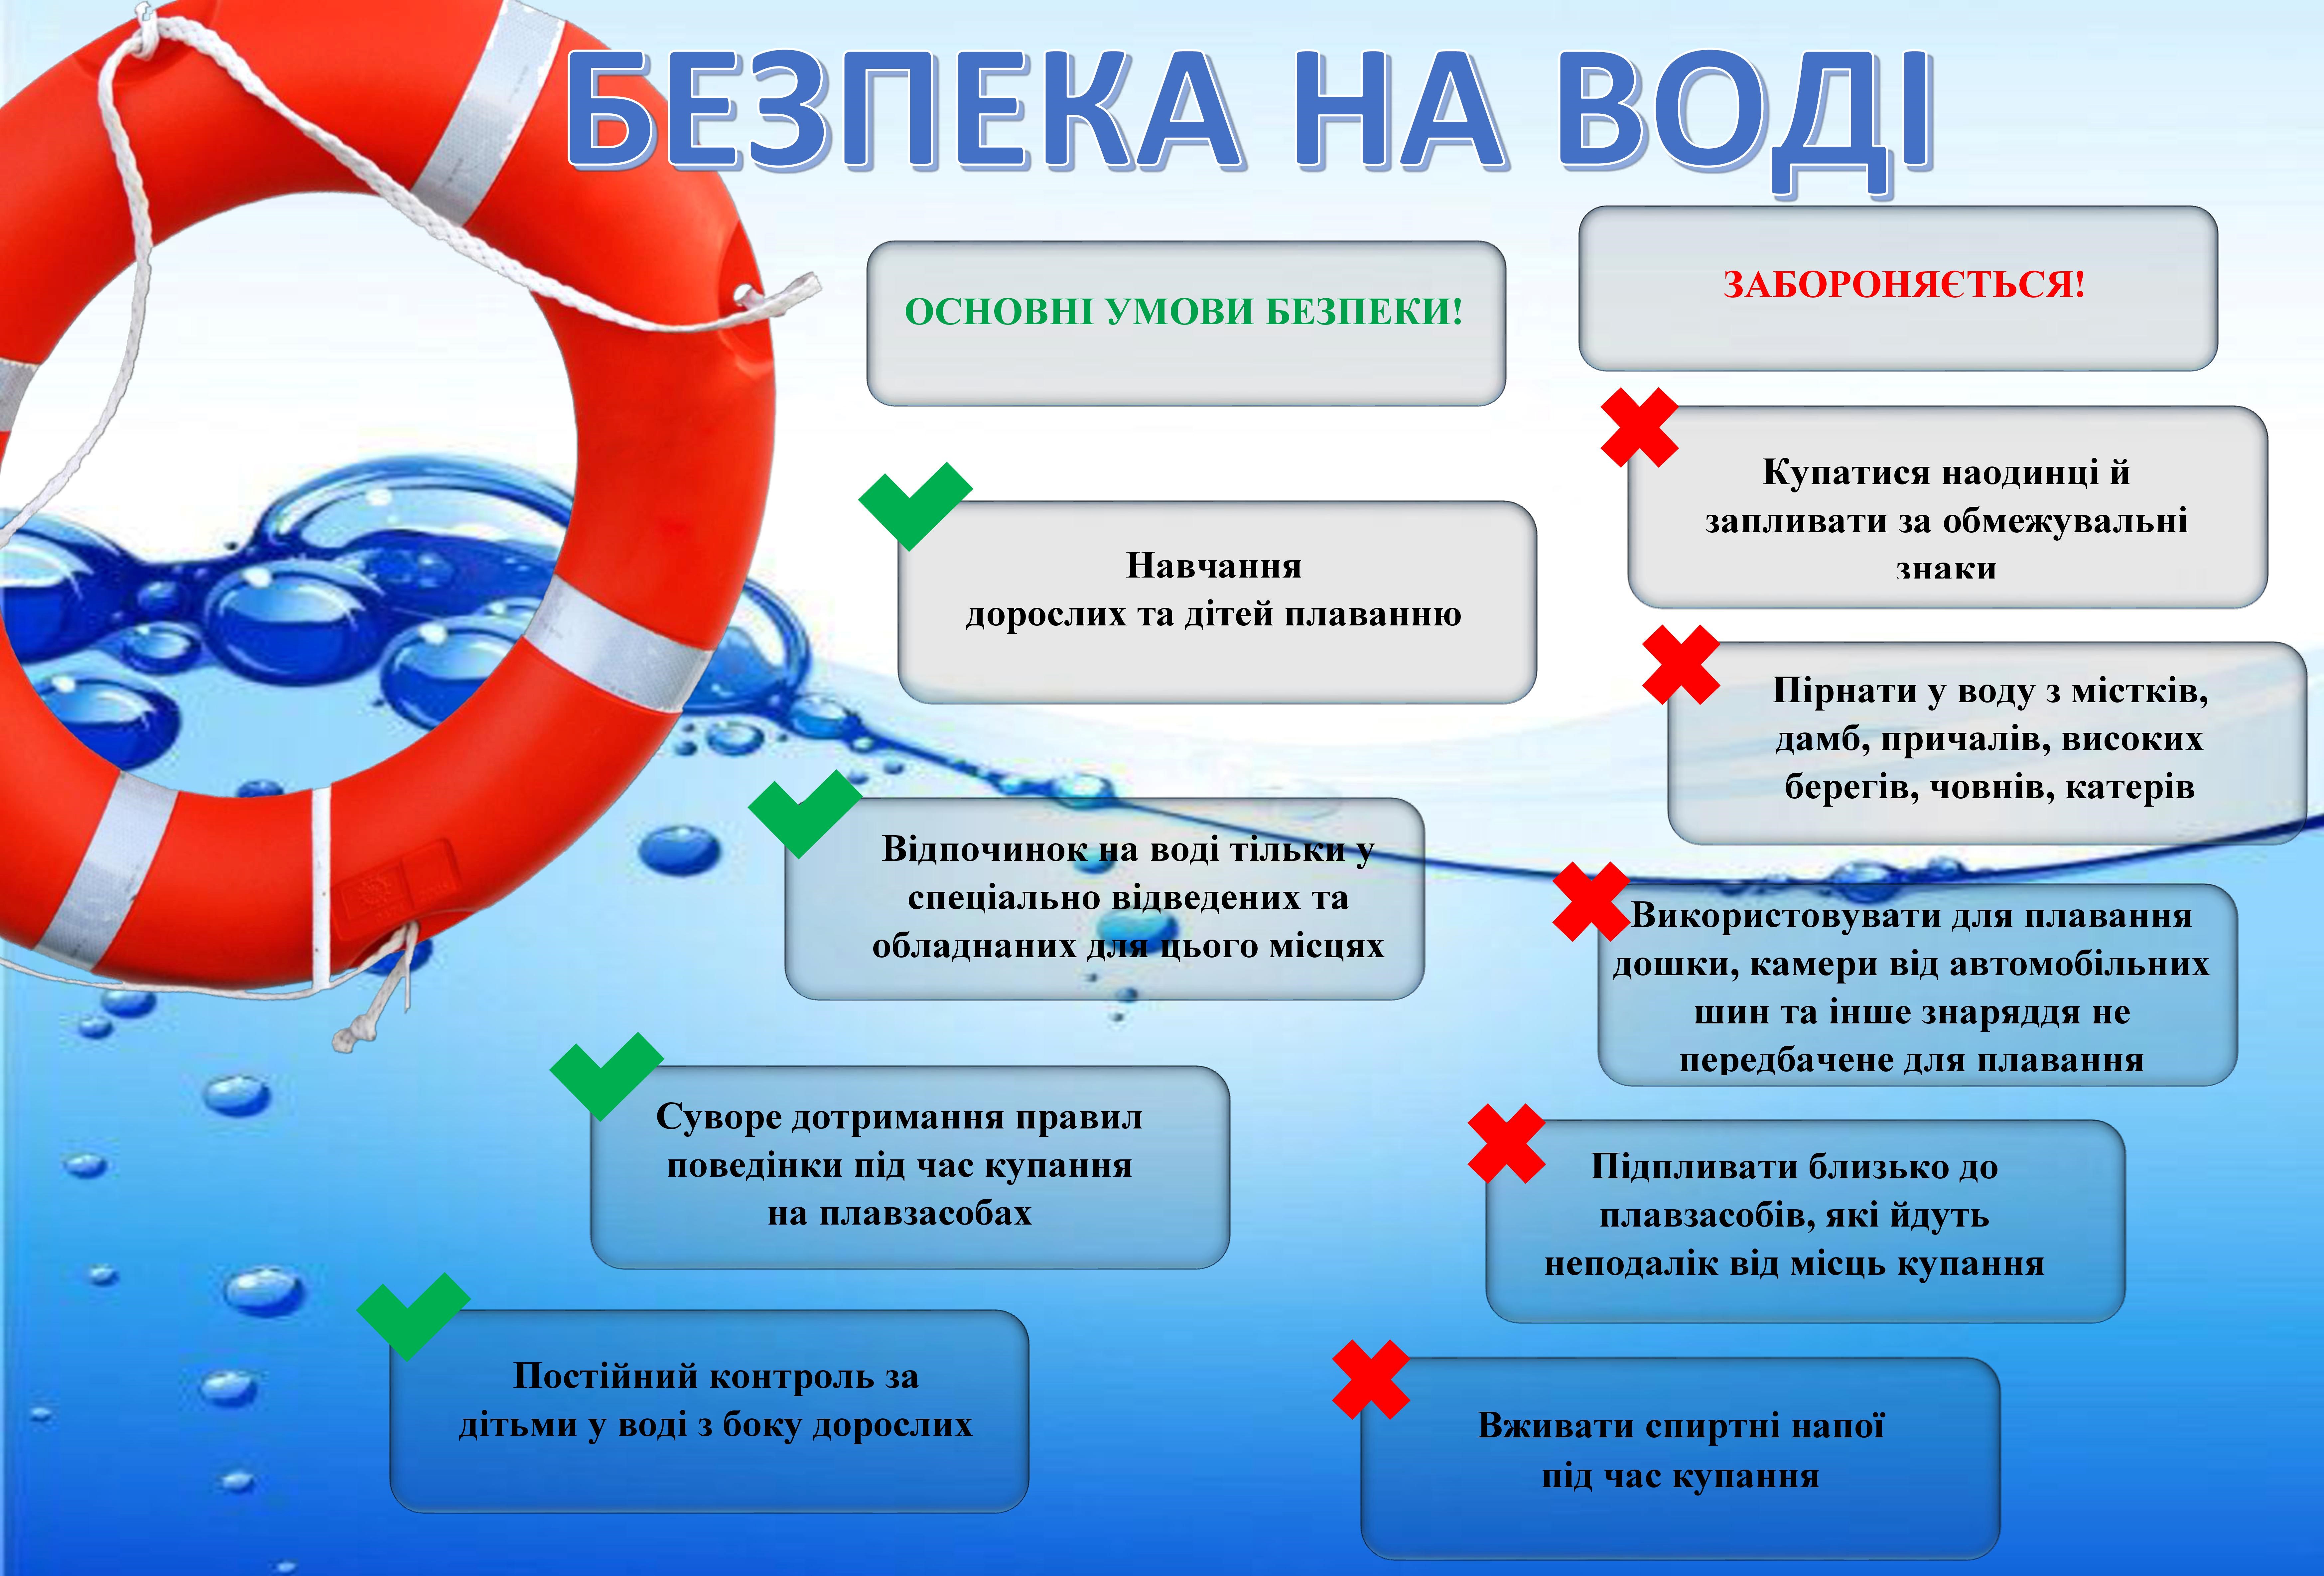 БЕЗПЕКА НА ВОДІ
ОСНОВНІ УМОВИ БЕЗПЕКИ!
Навчання
дорослих та дітей плаванню
Відпочинок на воді тільки у
спеціально відведених та
обладнаних для цього місцях
Суворе дотримання правил
поведінки під час купання
на плавзасобах
Постійний контроль за
дітьми у воді з боку дорослих
ЗАБОРОНЯЄТЬСЯ!
Купатися наодинці й
запливати за обмежувальні
знаки
Пірнати у воду з містків,
дамб, причалів, високих
берегів, човнів, катерів
Використовувати для плавання
дошки, камери від автомобільних
шин та інше знаряддя не
передбачене для плавання
Підпливати близько до
плавзасобів, які йдуть
неподалік від місць купання
Вживати спиртні напої
під час купання